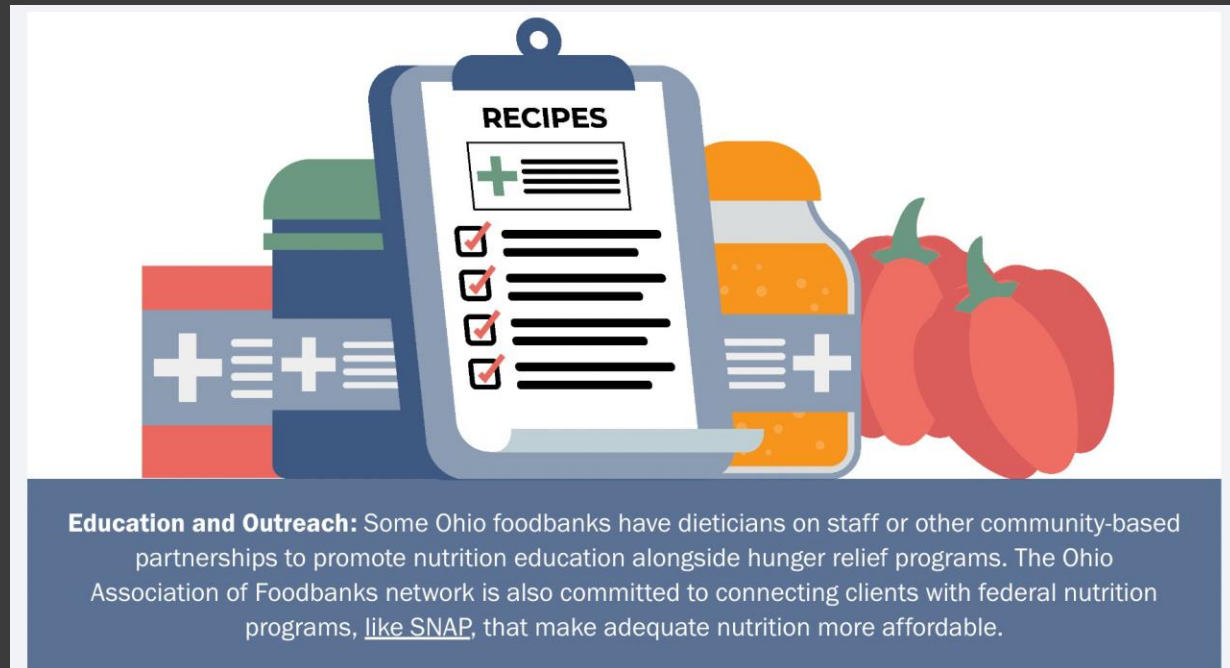 RECIPES
Education and Outreach: Some Ohio foodbanks have dieticians on staff or other community-based
partnerships to promote nutrition education alongside hunger relief programs. The Ohio
Association of Foodbanks network is also committed to connecting clients with federal nutrition
programs, like SNAP, that make adequate nutrition more affordable.